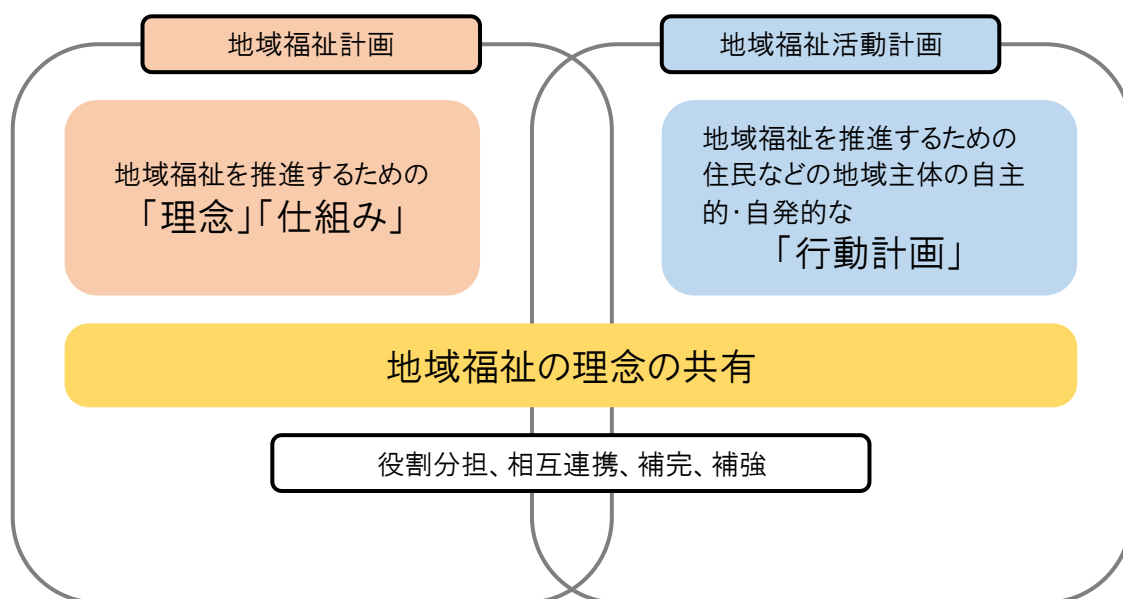 地域福祉計画
地域福祉活動計画
地域福祉を推進するための
「理念」「仕組み」
地域福祉を推進するための
住民などの地域主体の自主
的・自発的な
「行動計画」
地域福祉の理念の共有
役割分担、相互連携、補完、補強